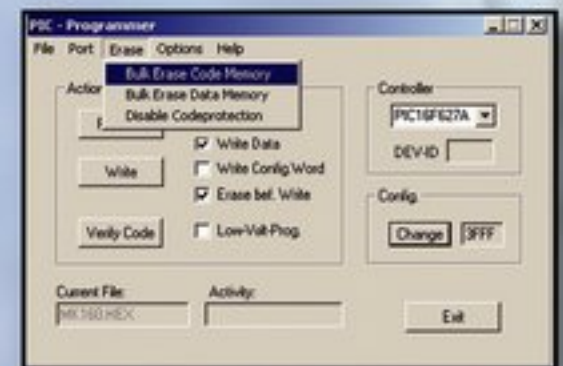 PIC - Programmer
File Port Erase Options Help
Bulk Erase Code Memory
Bulk Erase Data Memory
Disable Codeprotection
Controller
PIC16F627A
DEV-ID
Write Data
Write
Write Config.Word
Erase bef. Write
Config.
Verify Code
Low-Volt-Prog.
Change
3FFF
Current File:
Activity:
Exit